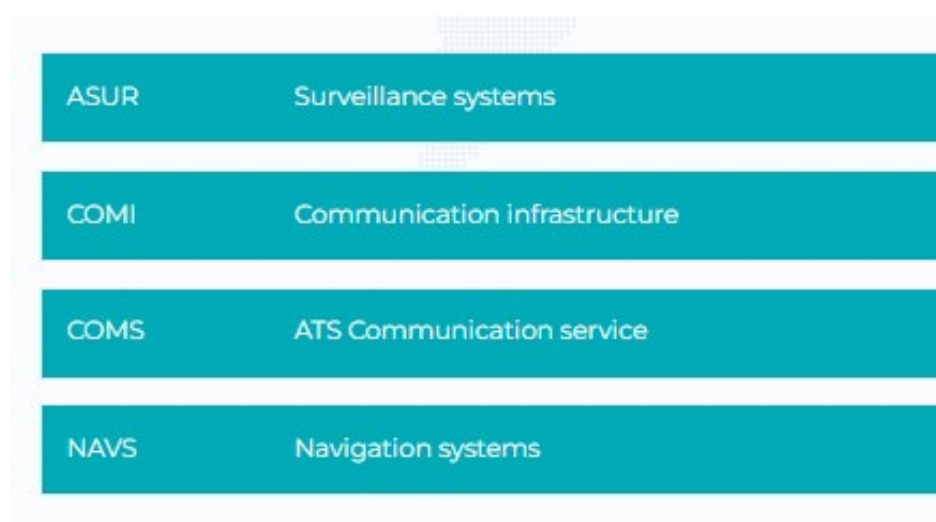 ASUR Surveillance systems
COMI Communication infrastructure
COMS ATS Communication service
NAVS Navigation systems